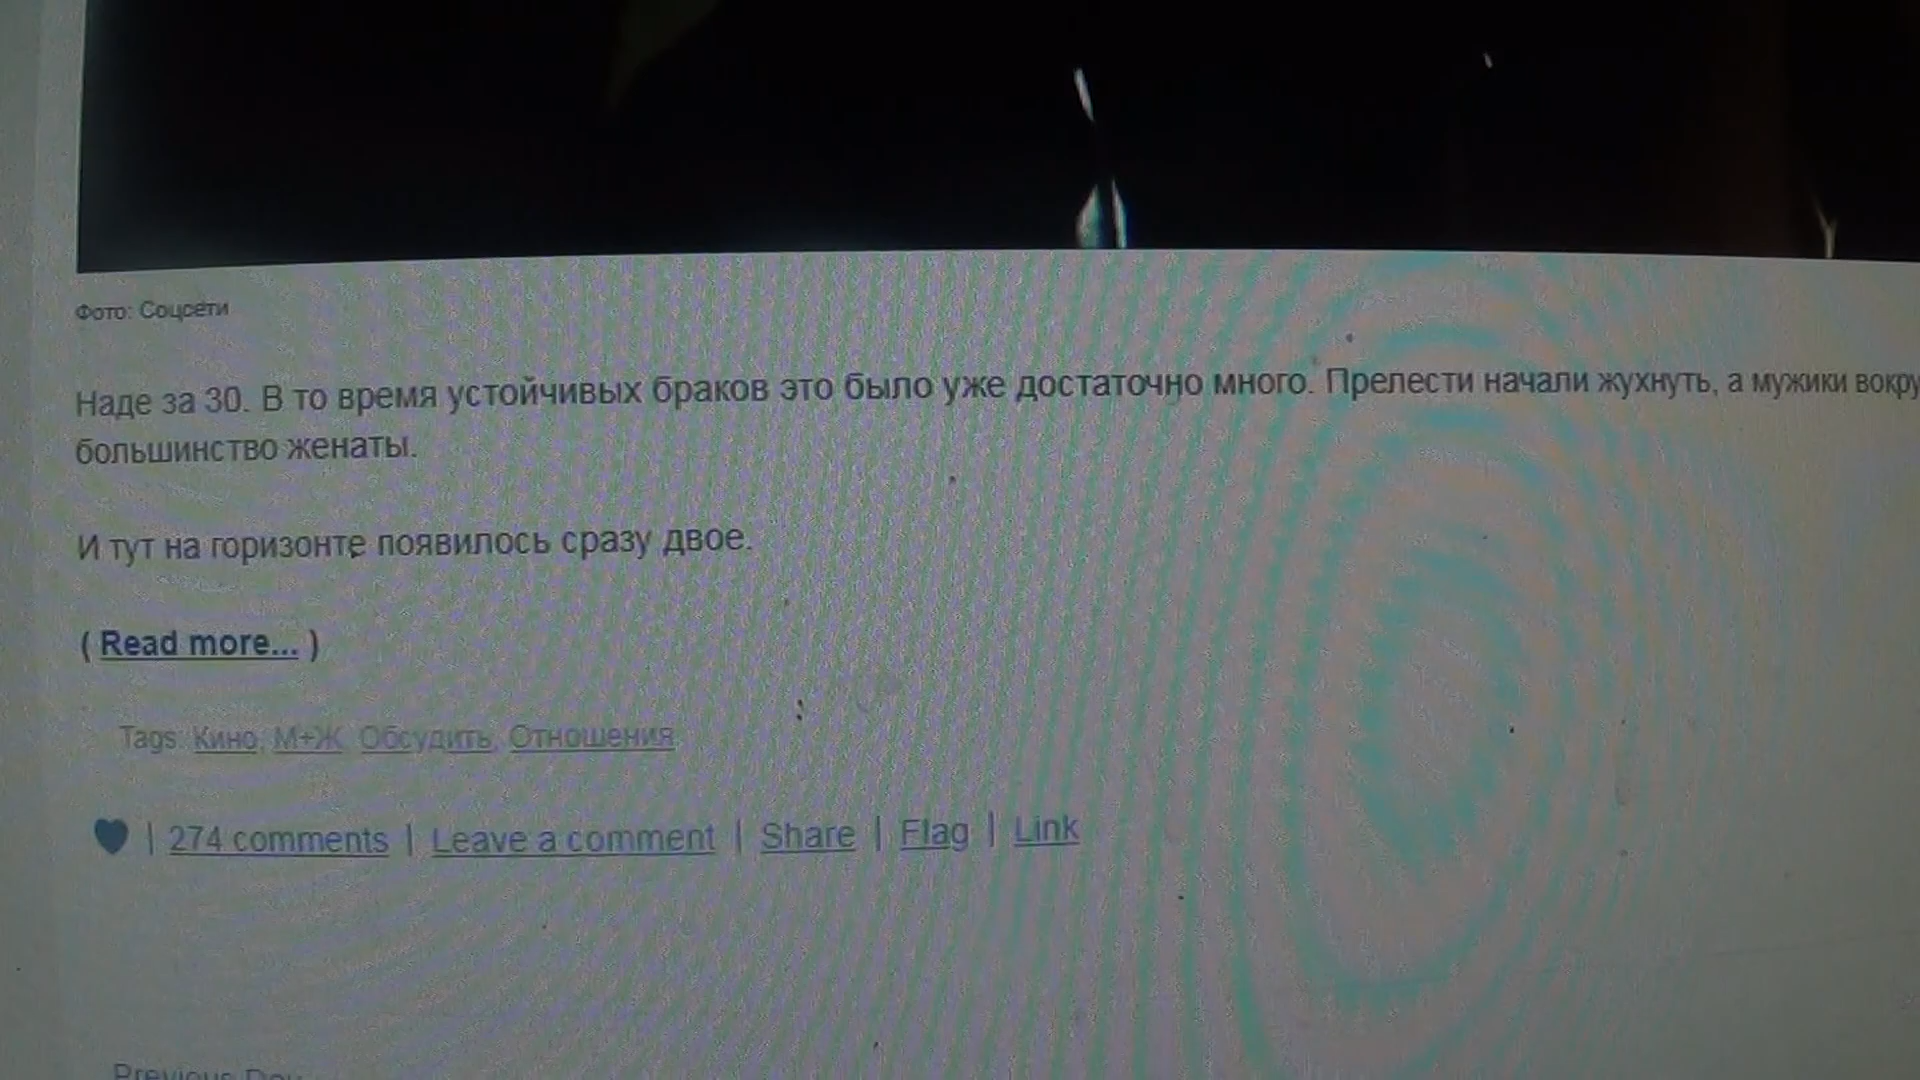 Фото: Соцсети
Наде за 30. В то время устойчивых браков это было уже достаточно много. Прелести начали жухнуть, а мужики вокру
большинство женаты.
И тут на горизонте появилось сразу двое.
( Read more... )
Tags: Кино, М+Ж, Обсудить, Отношения
| 274 comments | Leave a comment | Share | Flag | Link
Previous Day